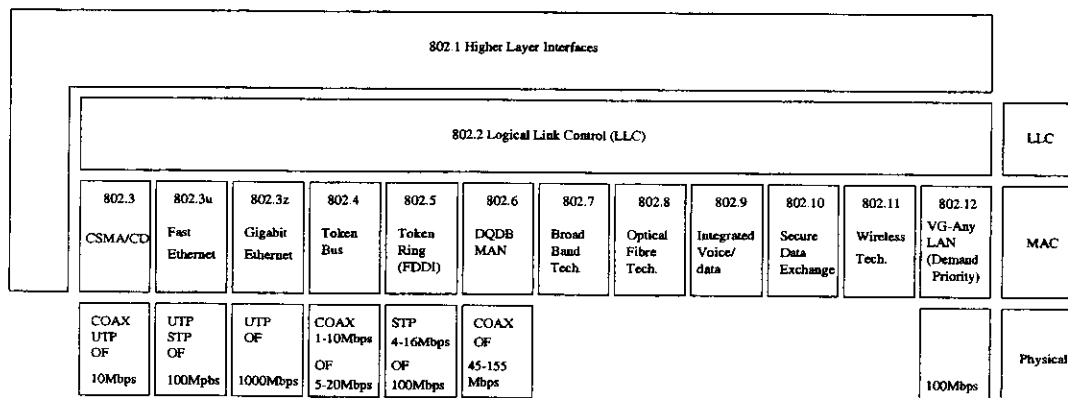 802.1 Higher Layer Interfaces
802.2 Logical Link Control (LLC)
LLC
802.3
CSMA/CD
802.3u
Fast
Ethernet
802.3z
Gigabit
Ethernet
802.4
Token
Bus
802.5
Token
Ring
(FDDI)
802.6
DQDB
MAN
802.7
Broad
Band
Tech.
802.8
Optical
Fibre
Tech.
802.9
Integrated
Voice/
data
802.10
Secure
Data
Exchange
802.11
Wireless
Tech.
802.12
VG-Any
LAN
(Demand
Priority)
MAC
COAX
UTP
OF
10Mbps
UTP
STP
OF
100Mpbs
UTP
OF
1000Mbps
COAX
1-10Mbps
OF
5-20Mbps
STP
4-16Mbps
OF
100Mbps
COAX
OF
45-155
Mbps
100Mbps
Physical